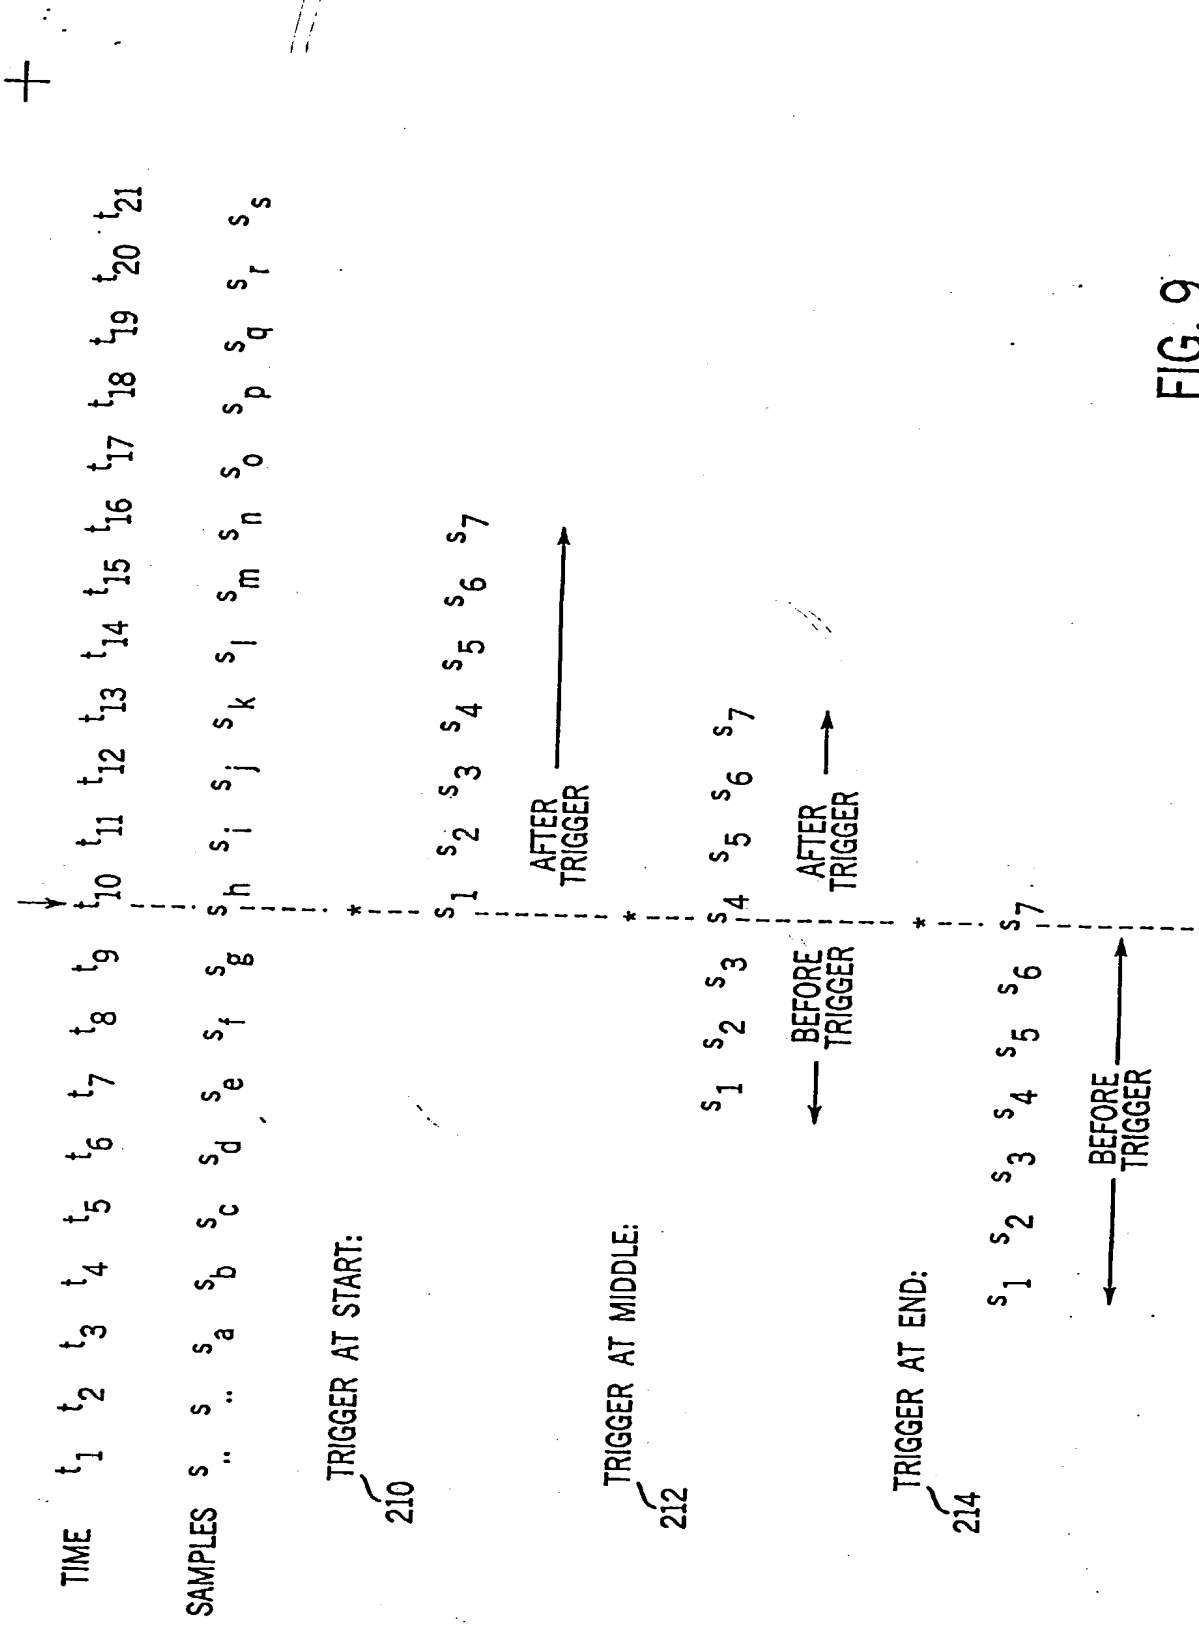 TIME t1 t2 t3 t4 t5 t6 t7 t8 t9 t10 t11 t12 t13 t14 t15 t16 t17 t18 t19 t20 t21
SAMPLES s.. s.. sa sb sc sd se sf sg sh si sj sk sl sm sn so sp sq sr ss
TRIGGER AT START:
210
*
s1 s2 s3 s4 s5 s6 s7
AFTER
TRIGGER
TRIGGER AT MIDDLE:
212
*
s1 s2 s3 s4 s5 s6 s7
BEFORE
TRIGGER
AFTER
TRIGGER
TRIGGER AT END:
214
*
s1 s2 s3 s4 s5 s6 s7
BEFORE
TRIGGER
FIG. 9